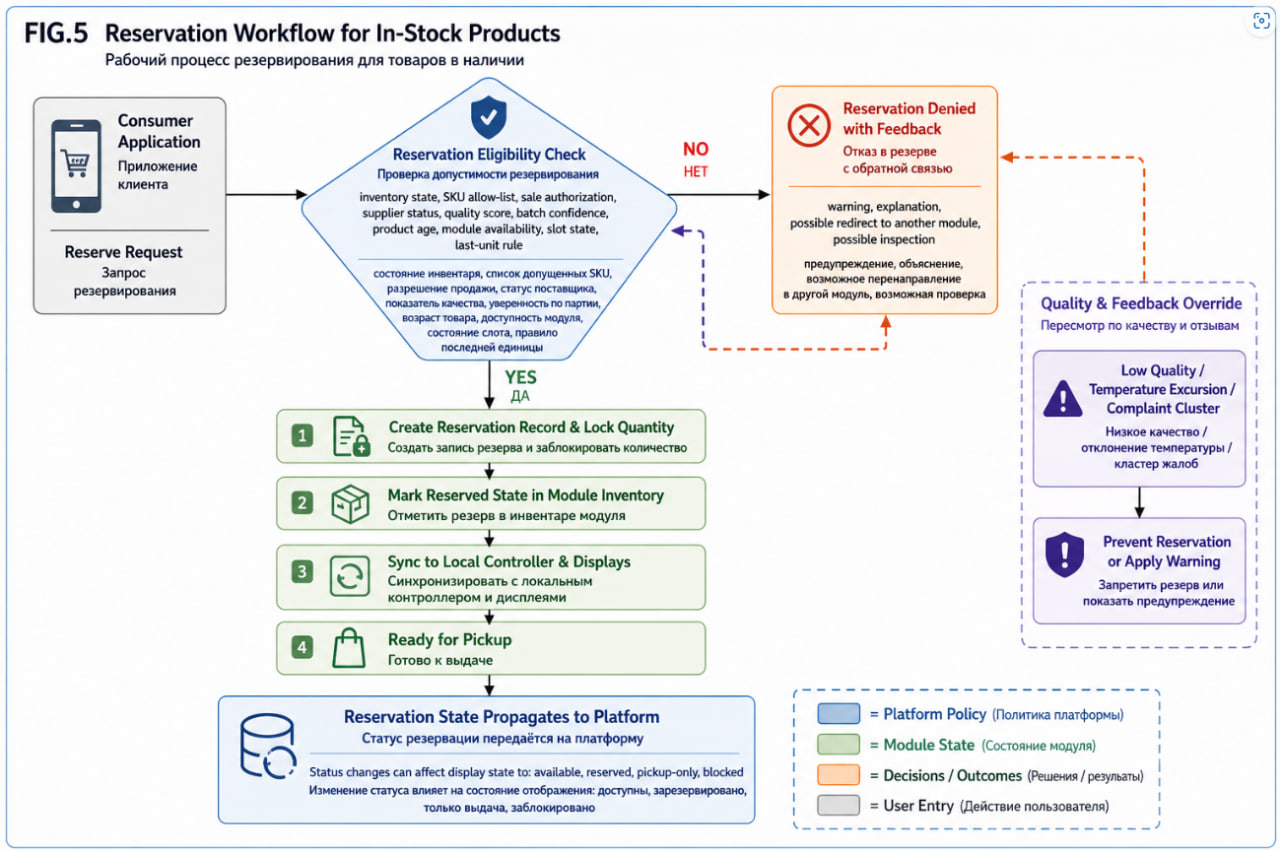 FIG.5 Reservation Workflow for In-Stock Products
Рабочий процесс резервирования для товаров в наличии
Consumer
Application
Приложение
клиента
Reserve Request
Запрос
резервирования
Reservation Eligibility Check
Проверка допустимости резервирования
inventory state, SKU allow-list, sale authorization,
supplier status, quality score, batch confidence,
product age, module availability, slot state,
last-unit rule
состояние инвентаря, список допущенных SKU,
разрешение продажи, статус поставщика,
показатель качества, уверенность по партии,
возраст товара, доступность модуля,
состояние слота, правило
последней единицы
NO
НЕТ
Reservation Denied
with Feedback
Отказ в резерве
с обратной связью
warning, explanation,
possible redirect to another module,
possible inspection
предупреждение, объяснение,
возможное перенаправление
в другой модуль, возможная проверка
Quality & Feedback Override
Пересмотр по качеству и отзывам
Low Quality /
Temperature Excursion /
Complaint Cluster
Низкое качество /
отклонение температуры /
кластер жалоб
Prevent Reservation
or Apply Warning
Запретить резерв или
показать предупреждение
YES
ДА
1
Create Reservation Record & Lock Quantity
Создать запись резерва и заблокировать количество
2
Mark Reserved State in Module Inventory
Отметить резерв в инвентаре модуля
3
Sync to Local Controller & Displays
Синхронизировать с локальным
контроллером и дисплеями
4
Ready for Pickup
Готово к выдаче
Reservation State Propagates to Platform
Статус резервации передаётся на платформу
Status changes can affect display state to: available, reserved, pickup-only, blocked
Изменение статуса влияет на состояние отображения: доступны, зарезервировано,
только выдача, заблокировано
= Platform Policy (Политика платформы)
= Module State (Состояние модуля)
= Decisions / Outcomes (Решения / результаты)
= User Entry (Действие пользователя)